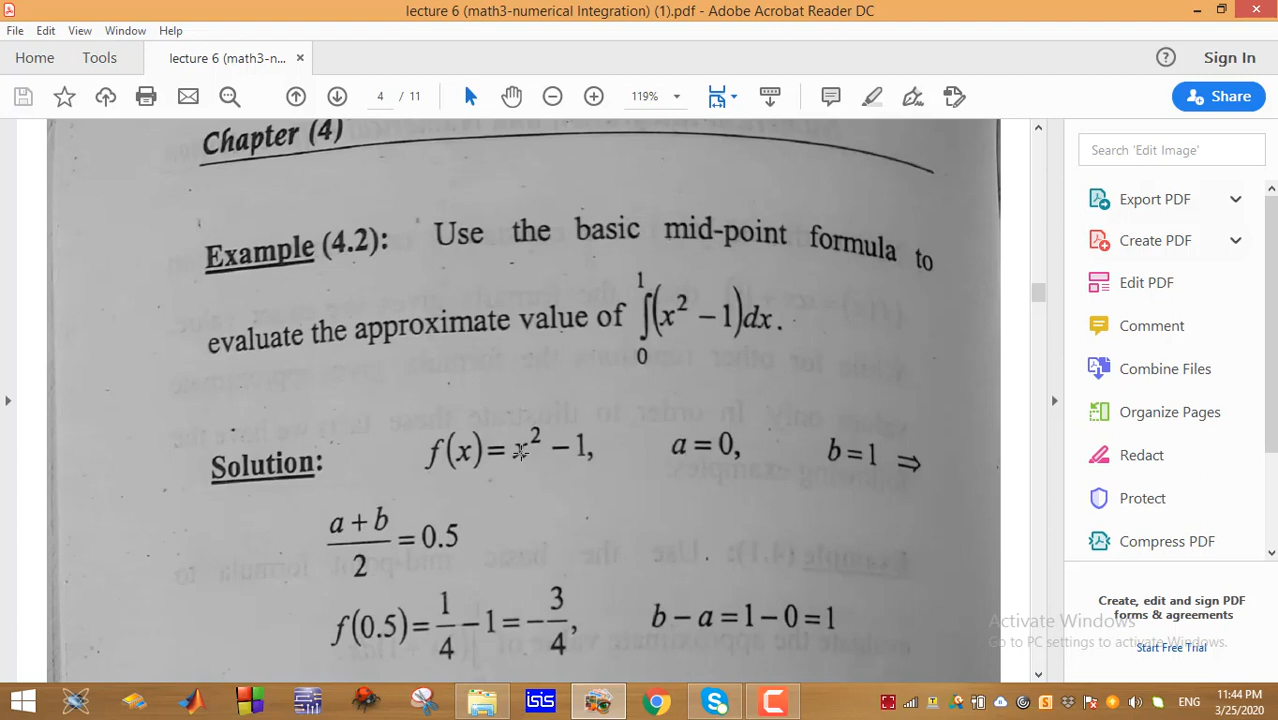 lecture 6 (math3-numerical Integration) (1).pdf - Adobe Acrobat Reader DC
File Edit View Window Help
Home Tools lecture 6 (math3-n... × Sign In
4 / 11 119% Share
Chapter (4)
Search 'Edit Image'
Export PDF
Create PDF
Edit PDF
Comment
Combine Files
Organize Pages
Redact
Protect
Compress PDF
Create, edit and sign PDF
forms & agreements
Start Free Trial
Example (4.2): Use the basic mid-point formula to
evaluate the approximate value of ∫₀¹(x² − 1)dx.
Solution: f(x) = x² − 1, a = 0, b = 1 ⇒
(a + b)/2 = 0.5
f(0.5) = 1/4 − 1 = −3/4, b − a = 1 − 0 = 1
Activate Windows
Go to PC settings to activate Windows.
isis ENG 11:44 PM
3/25/2020